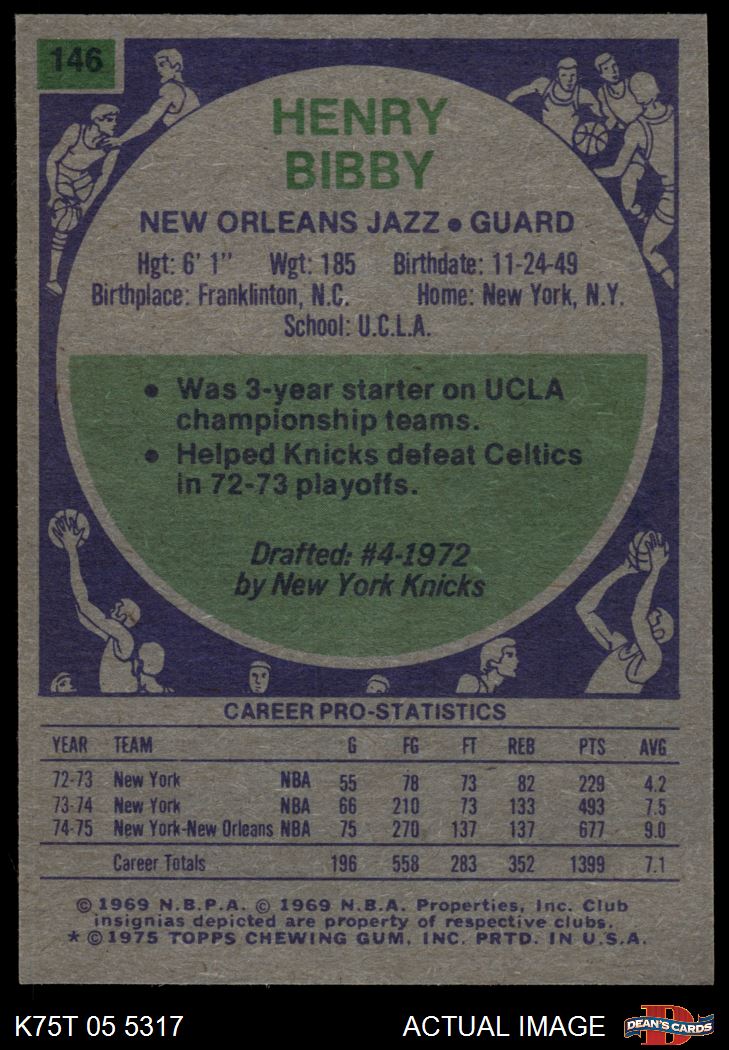 146
HENRY
BIBBY
NEW ORLEANS JAZZ • GUARD
Hgt: 6' 1" Wgt: 185 Birthdate: 11-24-49
Birthplace: Franklinton, N.C. Home: New York, N.Y.
School: U.C.L.A.
• Was 3-year starter on UCLA
championship teams.
• Helped Knicks defeat Celtics
in 72-73 playoffs.
Drafted: #4-1972
by New York Knicks
CAREER PRO-STATISTICS
YEAR TEAM G FG FT REB PTS AVG
72-73 New York NBA 55 78 73 82 229 4.2
73-74 New York NBA 66 210 73 133 493 7.5
74-75 New York-New Orleans NBA 75 270 137 137 677 9.0
Career Totals 196 558 283 352 1399 7.1
© 1969 N.B.P.A. © 1969 N.B.A. Properties, Inc. Club
insignias depicted are property of respective clubs.
* © 1975 TOPPS CHEWING GUM, INC. PRTD. IN U.S.A.
K75T 05 5317 ACTUAL IMAGE D DEAN'S CARDS